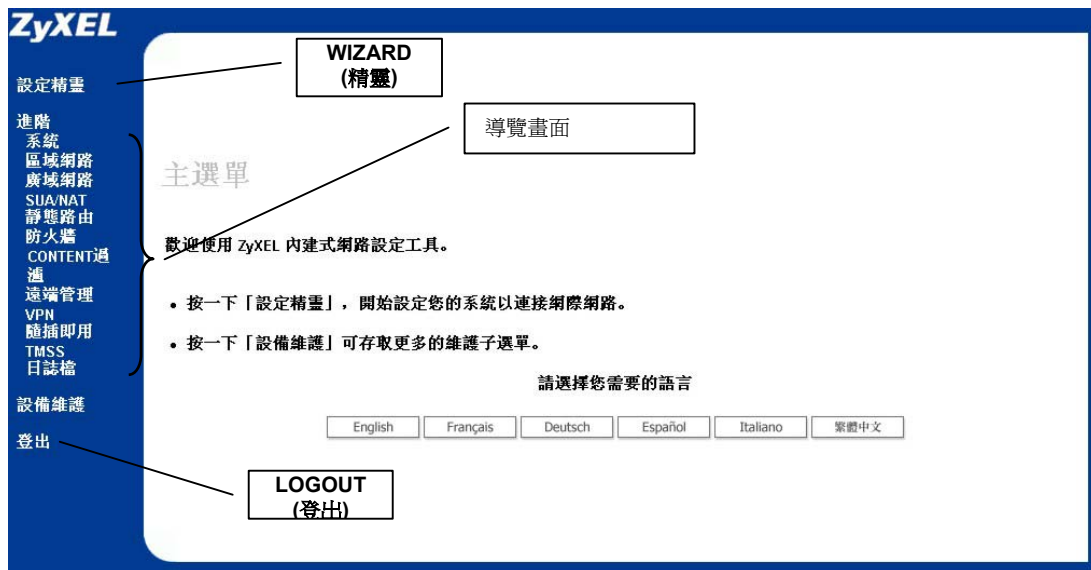 ZyXEL
設定精靈
進階
系統
區域網路
廣域網路
SUA/NAT
靜態路由
防火牆
CONTENT過
濾
遠端管理
VPN
隨插即用
TMSS
日誌檔
設備維護
登出
WIZARD
(精靈)
導覽畫面
主選單
歡迎使用 ZyXEL 內建式網路設定工具。
• 按一下「設定精靈」，開始設定您的系統以連接網際網路。
• 按一下「設備維護」可存取更多的維護子選單。
請選擇您需要的語言
English Français Deutsch Español Italiano 繁體中文
LOGOUT
(登出)